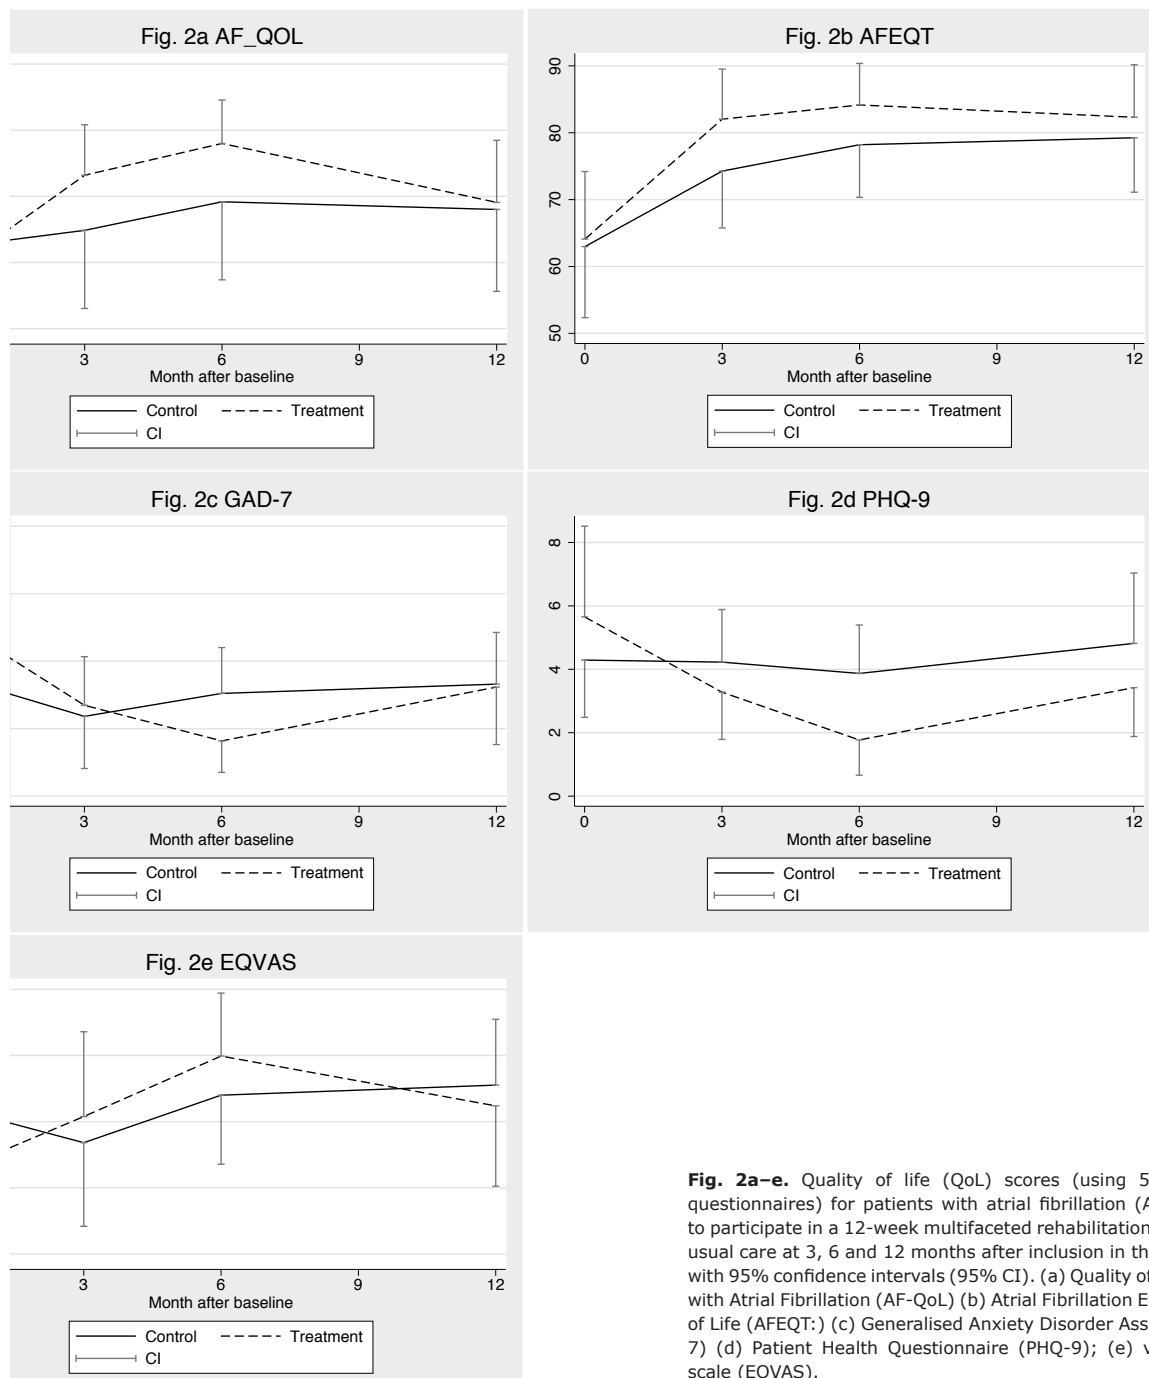 Fig. 2a AF_QOL
3 6 9 12
Month after baseline
Control Treatment
CI
Fig. 2b AFEQT
90
80
70
60
50
0 3 6 9 12
Month after baseline
Control Treatment
CI
Fig. 2c GAD-7
3 6 9 12
Month after baseline
Control Treatment
CI
Fig. 2d PHQ-9
8
6
4
2
0
0 3 6 9 12
Month after baseline
Control Treatment
CI
Fig. 2e EQVAS
3 6 9 12
Month after baseline
Control Treatment
CI
Fig. 2a–e. Quality of life (QoL) scores (using 5
questionnaires) for patients with atrial fibrillation (
to participate in a 12-week multifaceted rehabilitation
usual care at 3, 6 and 12 months after inclusion in
with 95% confidence intervals (95% CI). (a) Quality of
with Atrial Fibrillation (AF-QoL) (b) Atrial Fibrillation
of Life (AFEQT:) (c) Generalised Anxiety Disorder
7) (d) Patient Health Questionnaire (PHQ-9); (e)
scale (EQVAS).